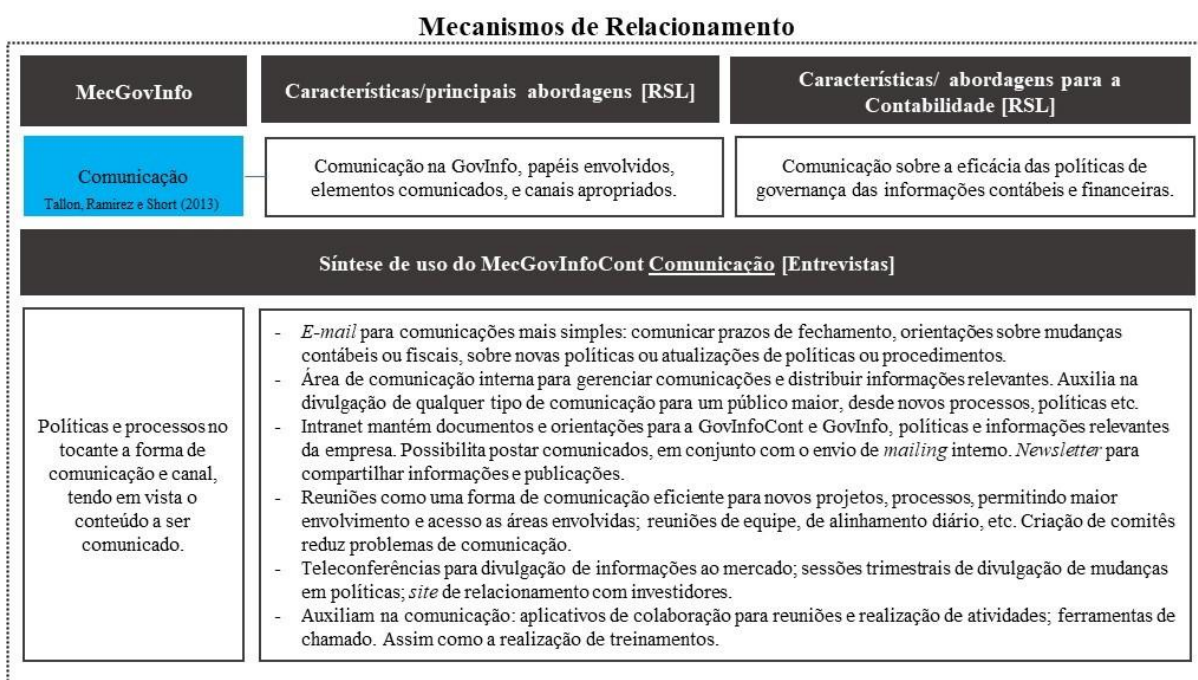 Mecanismos de Relacionamento
MecGovInfo
Características/principais abordagens [RSL]
Características/ abordagens para a
Contabilidade [RSL]
Comunicação
Tallon, Ramirez e Short (2013)
Comunicação na GovInfo, papéis envolvidos,
elementos comunicados, e canais apropriados.
Comunicação sobre a eficácia das políticas de
governança das informações contábeis e financeiras.
Síntese de uso do MecGovInfoCont Comunicação [Entrevistas]
Políticas e processos no
tocante a forma de
comunicação e canal,
tendo em vista o
conteúdo a ser
comunicado.
- E-mail para comunicações mais simples: comunicar prazos de fechamento, orientações sobre mudanças
contábeis ou fiscais, sobre novas políticas ou atualizações de políticas ou procedimentos.
- Área de comunicação interna para gerenciar comunicações e distribuir informações relevantes. Auxilia na
divulgação de qualquer tipo de comunicação para um público maior, desde novos processos, políticas etc.
- Intranet mantém documentos e orientações para a GovInfoCont e GovInfo, políticas e informações relevantes
da empresa. Possibilita postar comunicados, em conjunto com o envio de mailing interno. Newsletter para
compartilhar informações e publicações.
- Reuniões como uma forma de comunicação eficiente para novos projetos, processos, permitindo maior
envolvimento e acesso as áreas envolvidas; reuniões de equipe, de alinhamento diário, etc. Criação de comitês
reduz problemas de comunicação.
- Teleconferências para divulgação de informações ao mercado; sessões trimestrais de divulgação de mudanças
em políticas; site de relacionamento com investidores.
- Auxiliam na comunicação: aplicativos de colaboração para reuniões e realização de atividades; ferramentas de
chamado. Assim como a realização de treinamentos.